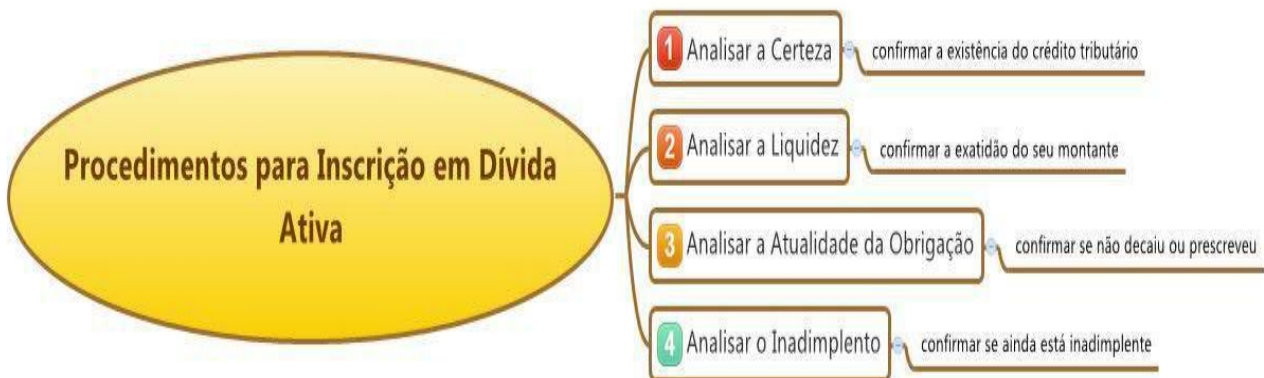 Procedimentos para Inscrição em Dívida
Ativa
1 Analisar a Certeza
confirmar a existência do crédito tributário
2 Analisar a Liquidez
confirmar a exatidão do seu montante
3 Analisar a Atualidade da Obrigação
confirmar se não decaiu ou prescreveu
4 Analisar o Inadimplento
confirmar se ainda está inadimplente